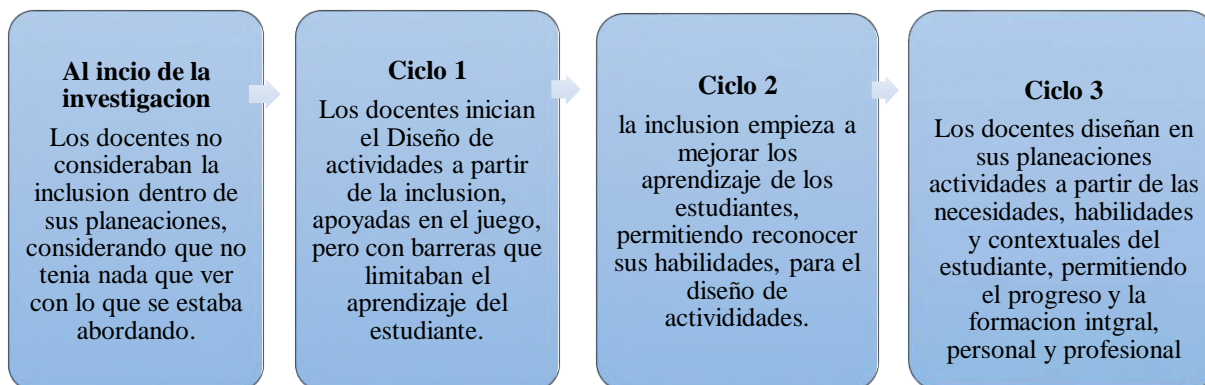 Al incio de la
investigacion
Los docentes no
consideraban la
inclusion dentro de
sus planeaciones,
considerando que no
tenia nada que ver
con lo que se estaba
abordando.
Ciclo 1
Los docentes inician
el Diseño de
actividades a partir
de la inclusion,
apoyadas en el juego,
pero con barreras que
limitaban el
aprendizaje del
estudiante.
Ciclo 2
la inclusion empieza a
mejorar los
aprendizaje de los
estudiantes,
permitiendo reconocer
sus habilidades, para el
diseño de
activididades.
Ciclo 3
Los docentes diseñan en
sus planeaciones
actividades a partir de las
necesidades, habilidades
y contextuales del
estudiante, permitiendo
el progreso y la
formacion intgral,
personal y profesional